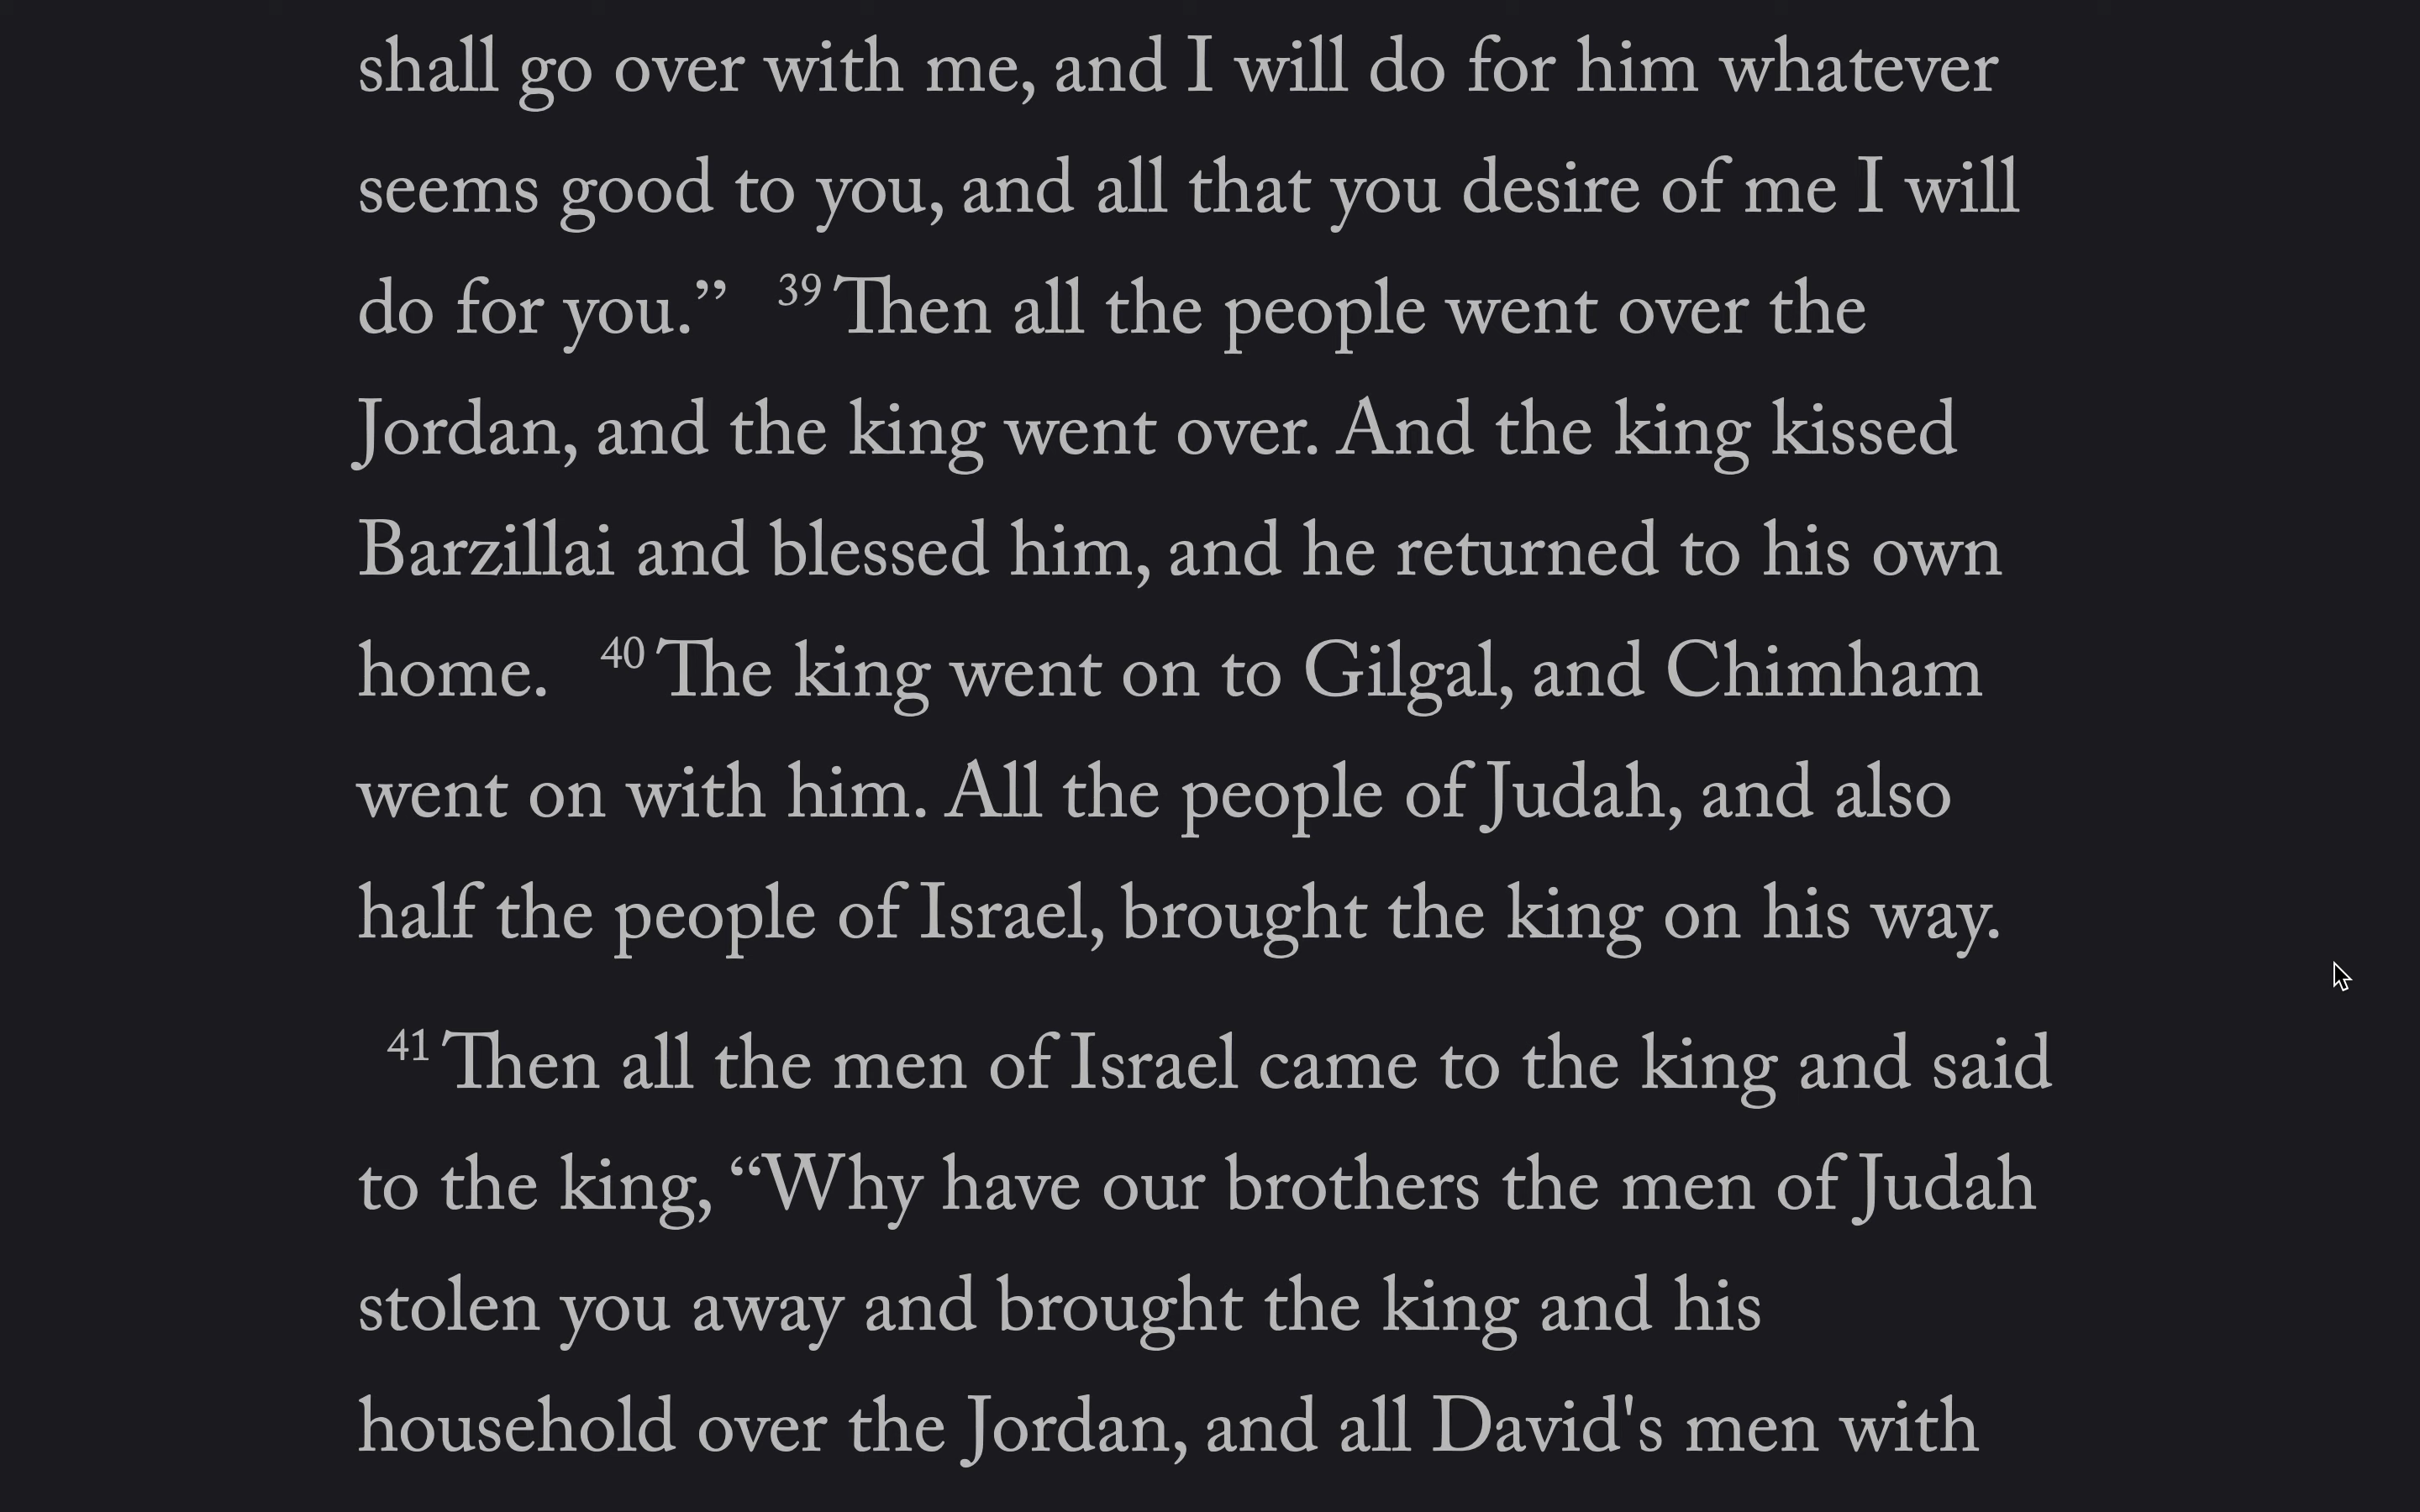 shall go over with me, and I will do for him whatever
seems good to you, and all that you desire of me I will
do for you.” 39 Then all the people went over the
Jordan, and the king went over. And the king kissed
Barzillai and blessed him, and he returned to his own
home. 40 The king went on to Gilgal, and Chimham
went on with him. All the people of Judah, and also
half the people of Israel, brought the king on his way.
41 Then all the men of Israel came to the king and said
to the king, “Why have our brothers the men of Judah
stolen you away and brought the king and his
household over the Jordan, and all David's men with